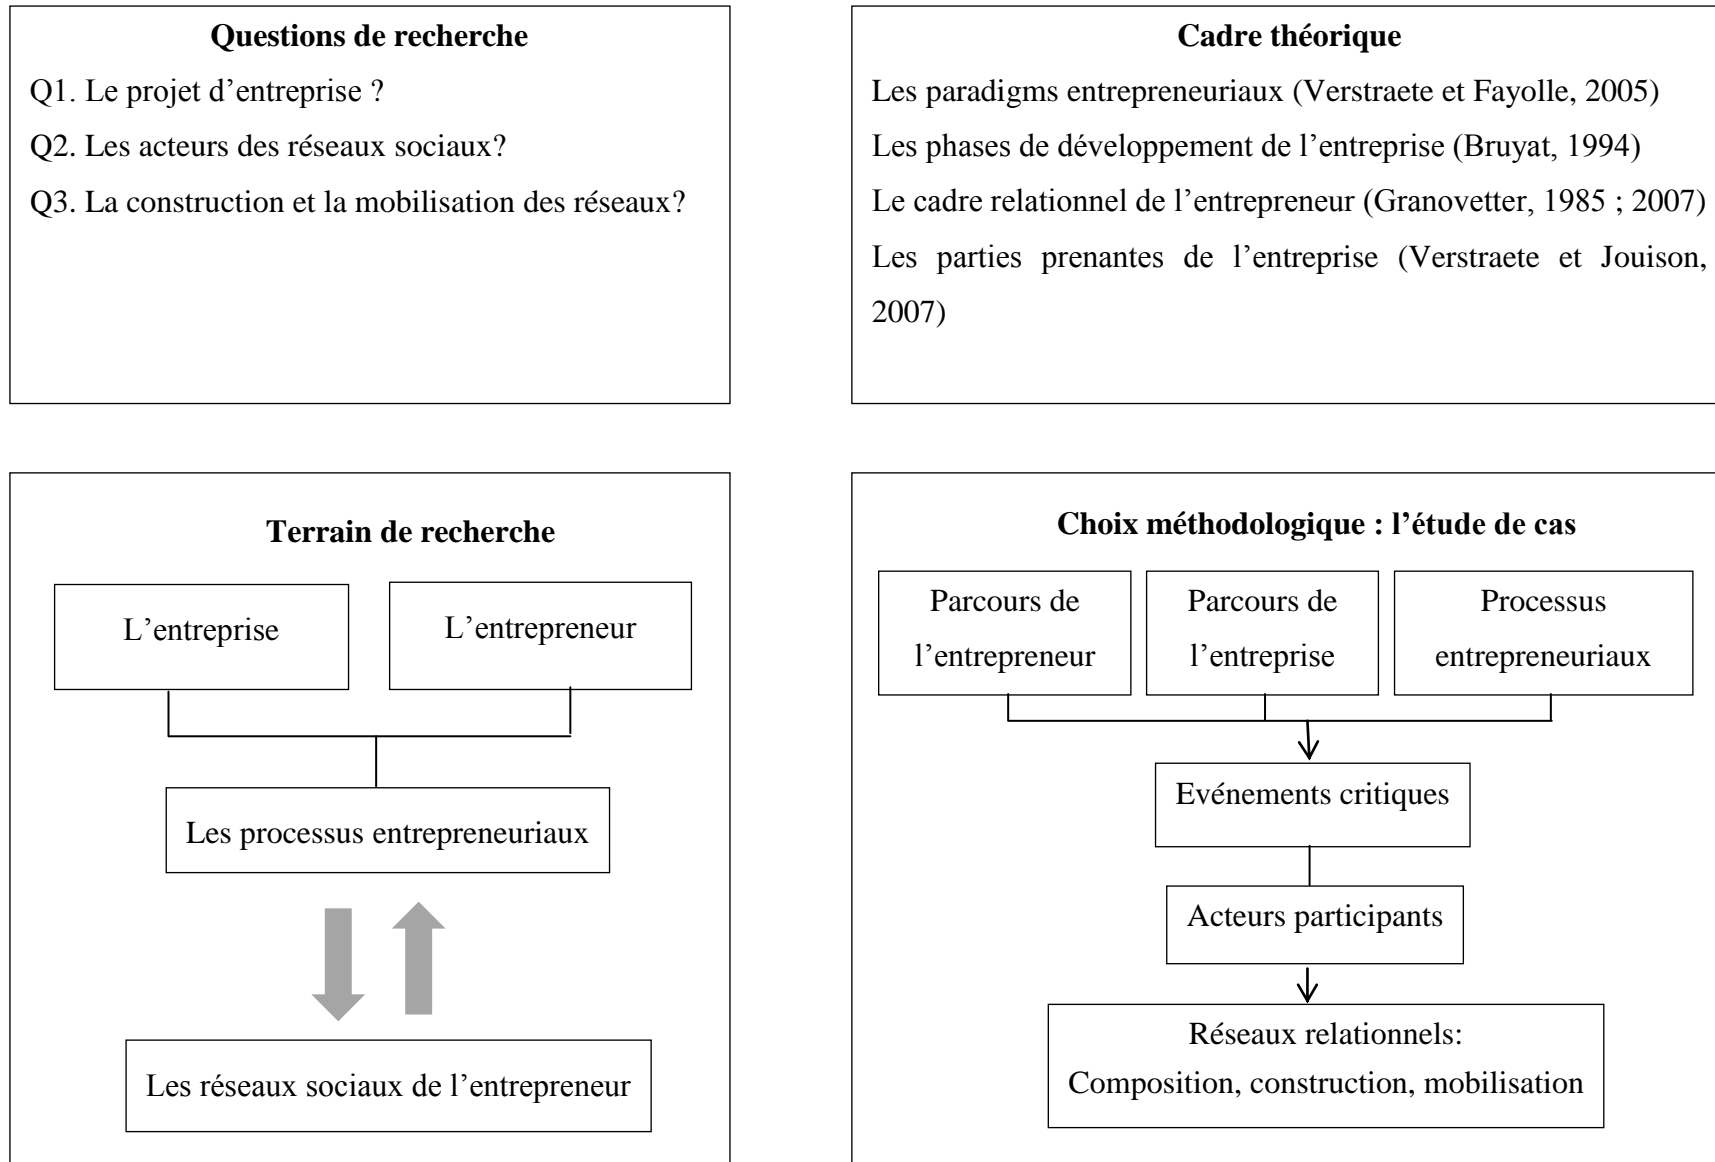 Questions de recherche
Q1. Le projet d’entreprise ?
Q2. Les acteurs des réseaux sociaux?
Q3. La construction et la mobilisation des réseaux?
Cadre théorique
Les paradigms entrepreneuriaux (Verstraete et Fayolle, 2005)
Les phases de développement de l’entreprise (Bruyat, 1994)
Le cadre relationnel de l’entrepreneur (Granovetter, 1985 ; 2007)
Les parties prenantes de l’entreprise (Verstraete et Jouison,
2007)
Terrain de recherche
L’entreprise
L’entrepreneur
Les processus entrepreneuriaux
Les réseaux sociaux de l’entrepreneur
Choix méthodologique : l’étude de cas
Parcours de
l’entrepreneur
Parcours de
l’entreprise
Processus
entrepreneuriaux
Evénements critiques
Acteurs participants
Réseaux relationnels:
Composition, construction, mobilisation